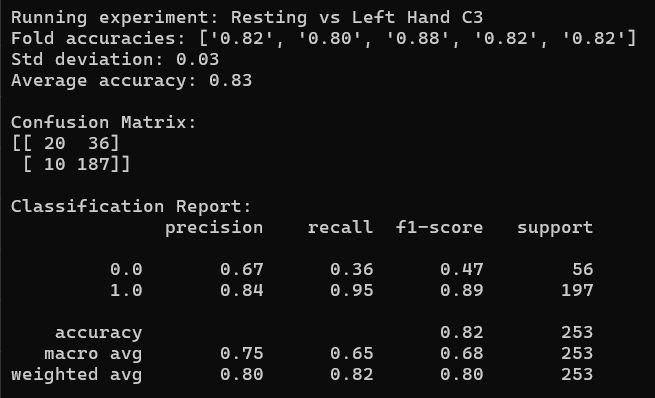 Running experiment: Resting vs Left Hand C3
Fold accuracies: ['0.82', '0.80', '0.88', '0.82', '0.82']
Std deviation: 0.03
Average accuracy: 0.83

Confusion Matrix:
[[ 20  36]
 [ 10 187]]

Classification Report:
              precision    recall  f1-score   support

         0.0       0.67      0.36      0.47        56
         1.0       0.84      0.95      0.89       197

    accuracy                           0.82       253
   macro avg       0.75      0.65      0.68       253
weighted avg       0.80      0.82      0.80       253